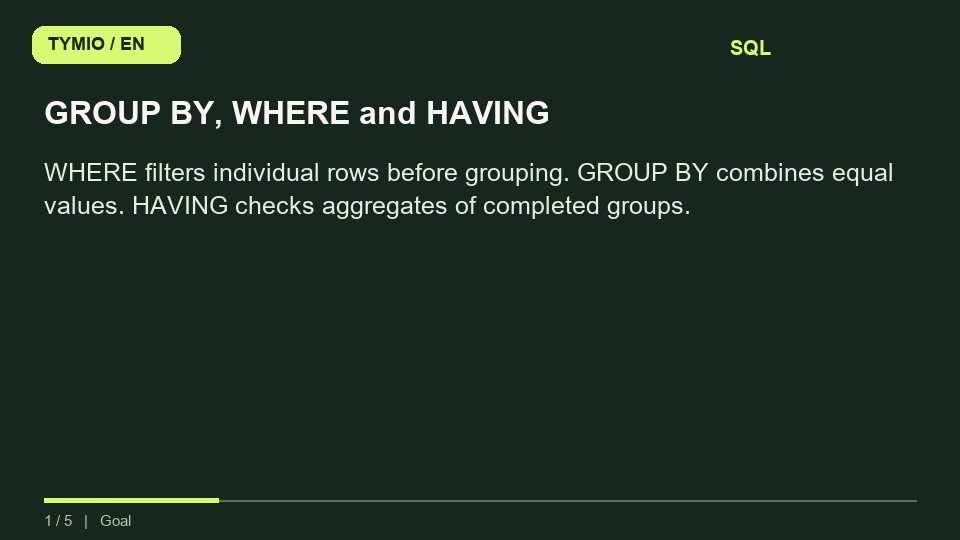 TYMIO / EN
SQL
GROUP BY, WHERE and HAVING
WHERE filters individual rows before grouping. GROUP BY combines equal
values. HAVING checks aggregates of completed groups.
1 / 5 | Goal